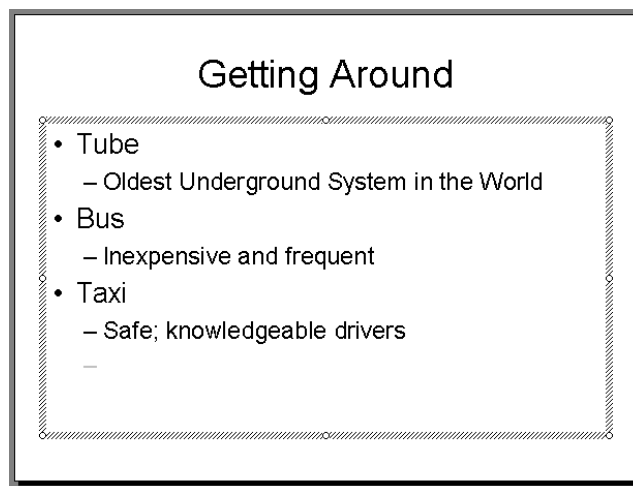 Getting Around
• Tube
– Oldest Underground System in the World
• Bus
– Inexpensive and frequent
• Taxi
– Safe; knowledgeable drivers
–